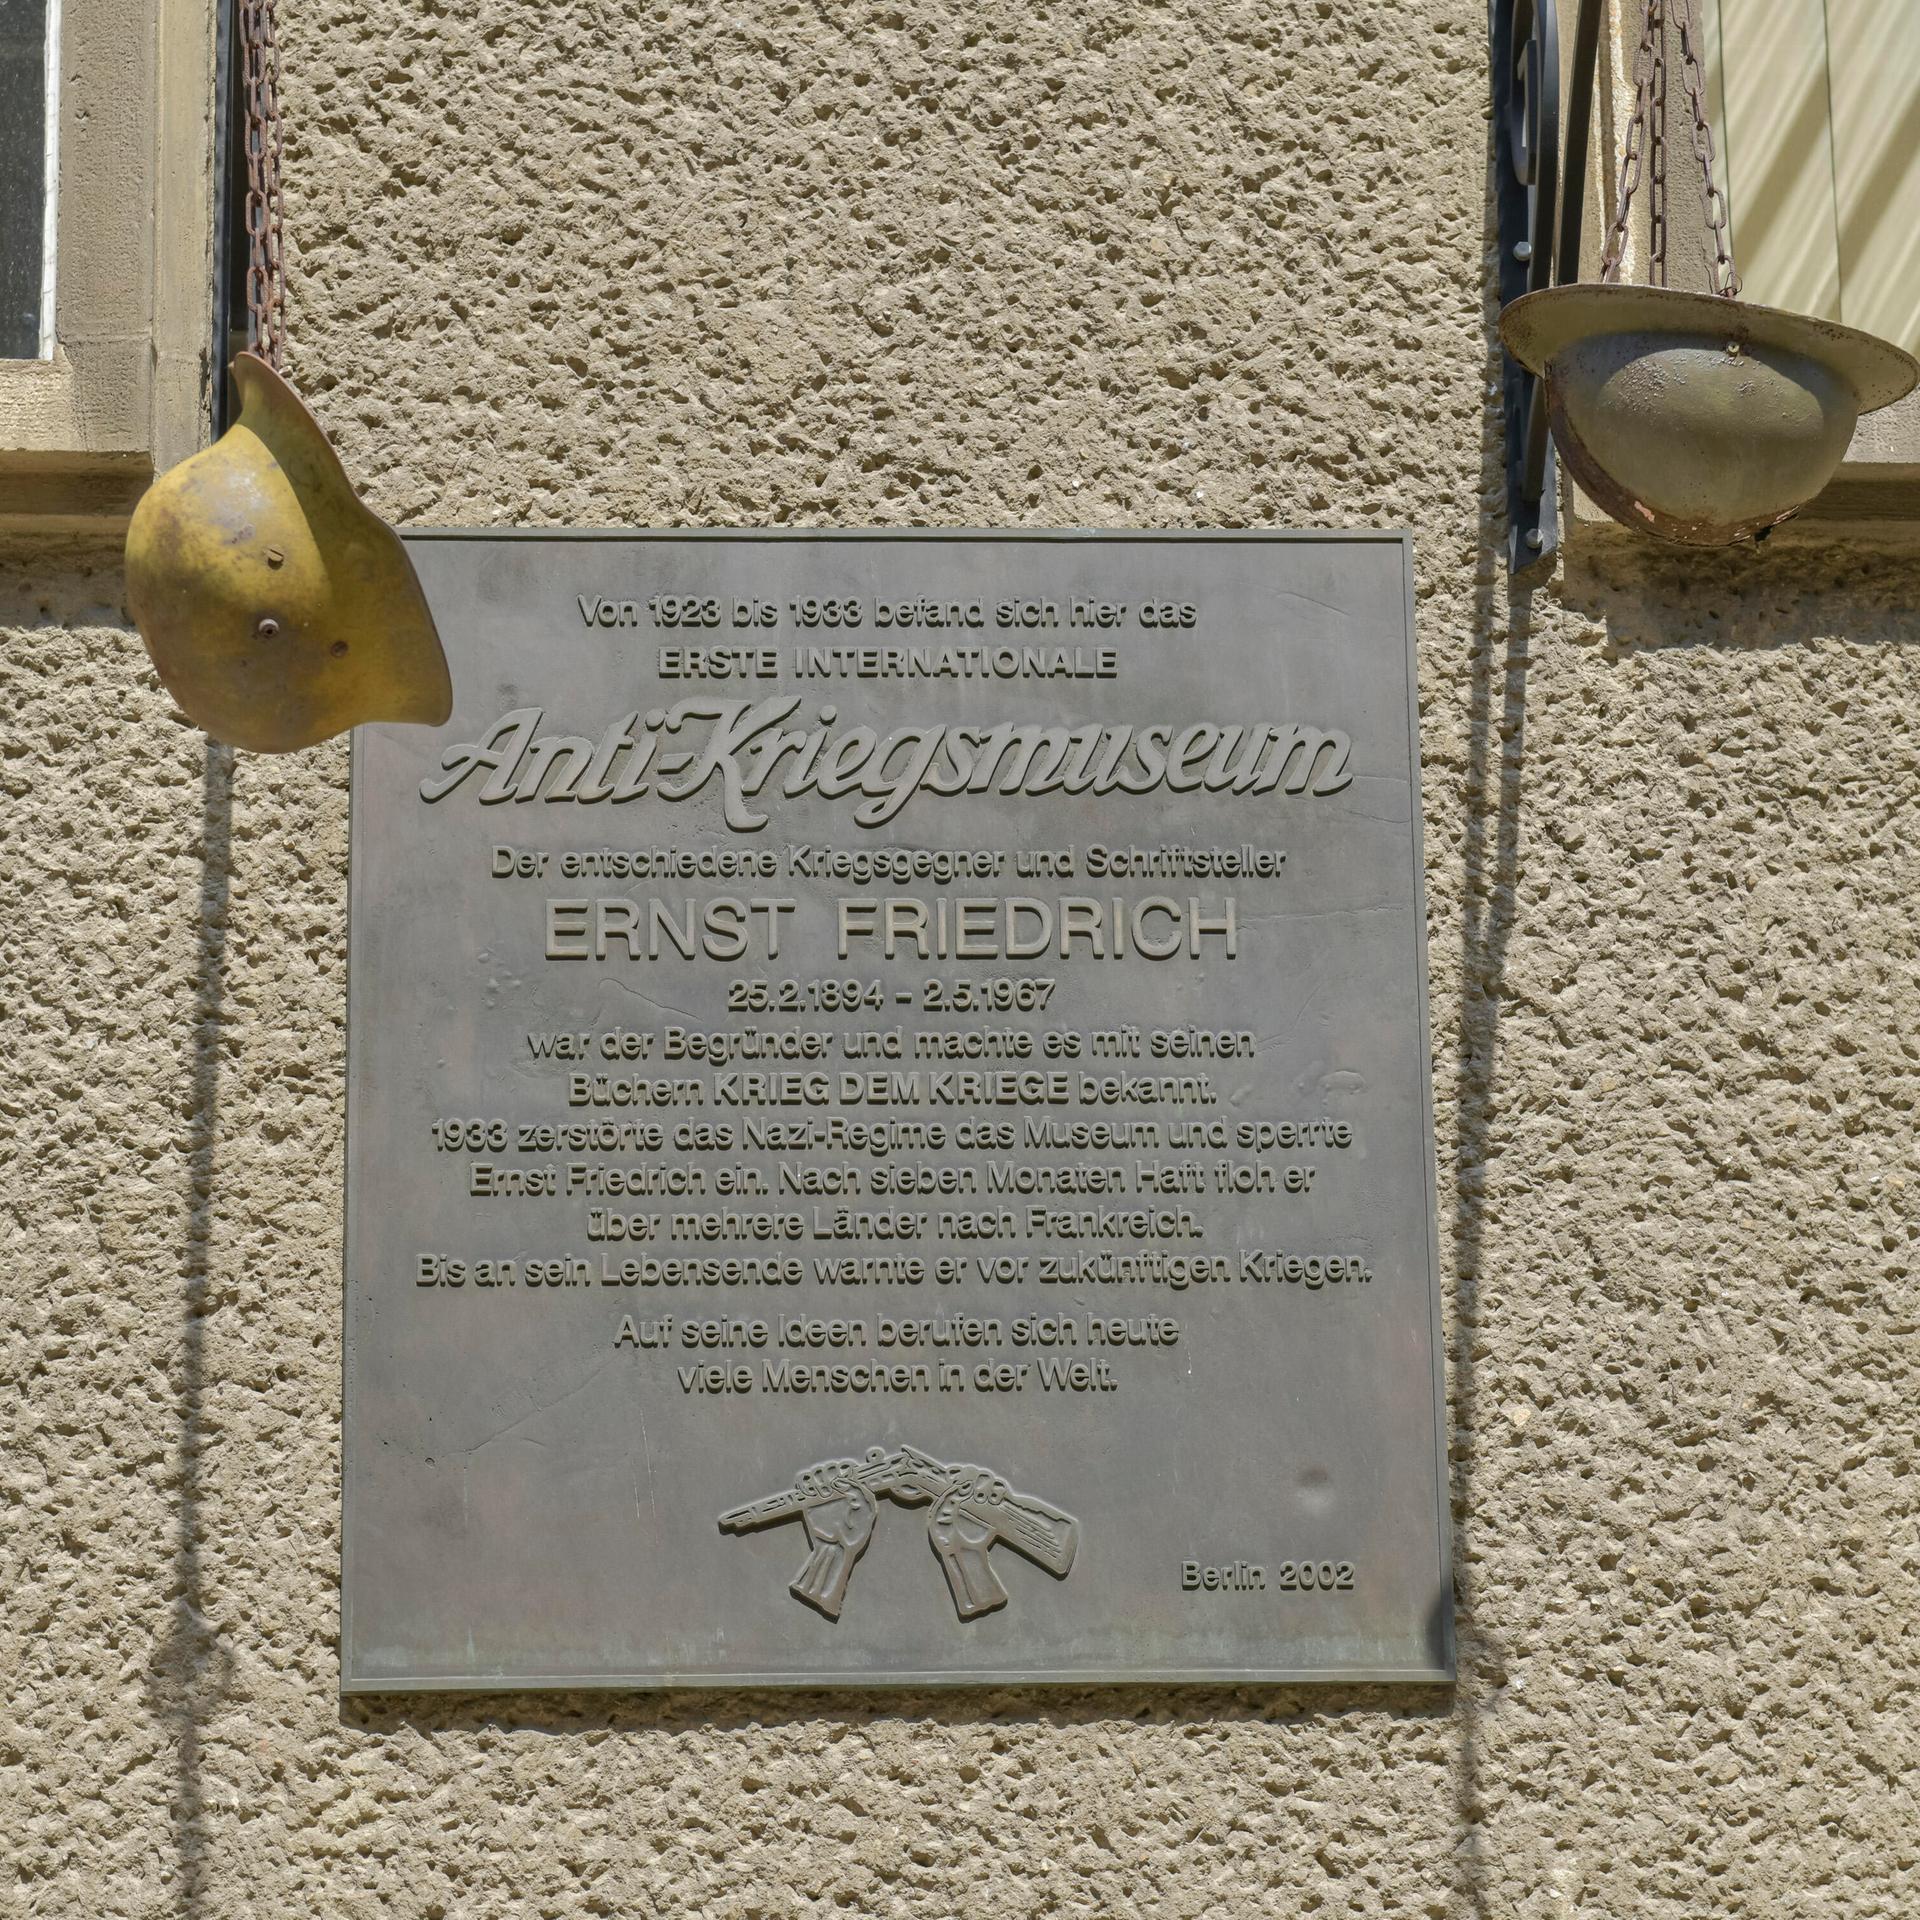 Von 1923 bis 1933 befand sich hier das
ERSTE INTERNATIONALE
Anti-Kriegsmuseum
Der entschiedene Kriegsgegner und Schriftsteller
ERNST FRIEDRICH
25.2.1894 - 2.5.1967
war der Begründer und machte es mit seinen
Büchern KRIEG DEM KRIEGE bekannt.
1933 zerstörte das Nazi-Regime das Museum und sperrte
Ernst Friedrich ein. Nach sieben Monaten Haft floh er
über mehrere Länder nach Frankreich.
Bis an sein Lebensende warnte er vor zukünftigen Kriegen.
Auf seine Ideen berufen sich heute
viele Menschen in der Welt.
Berlin 2002